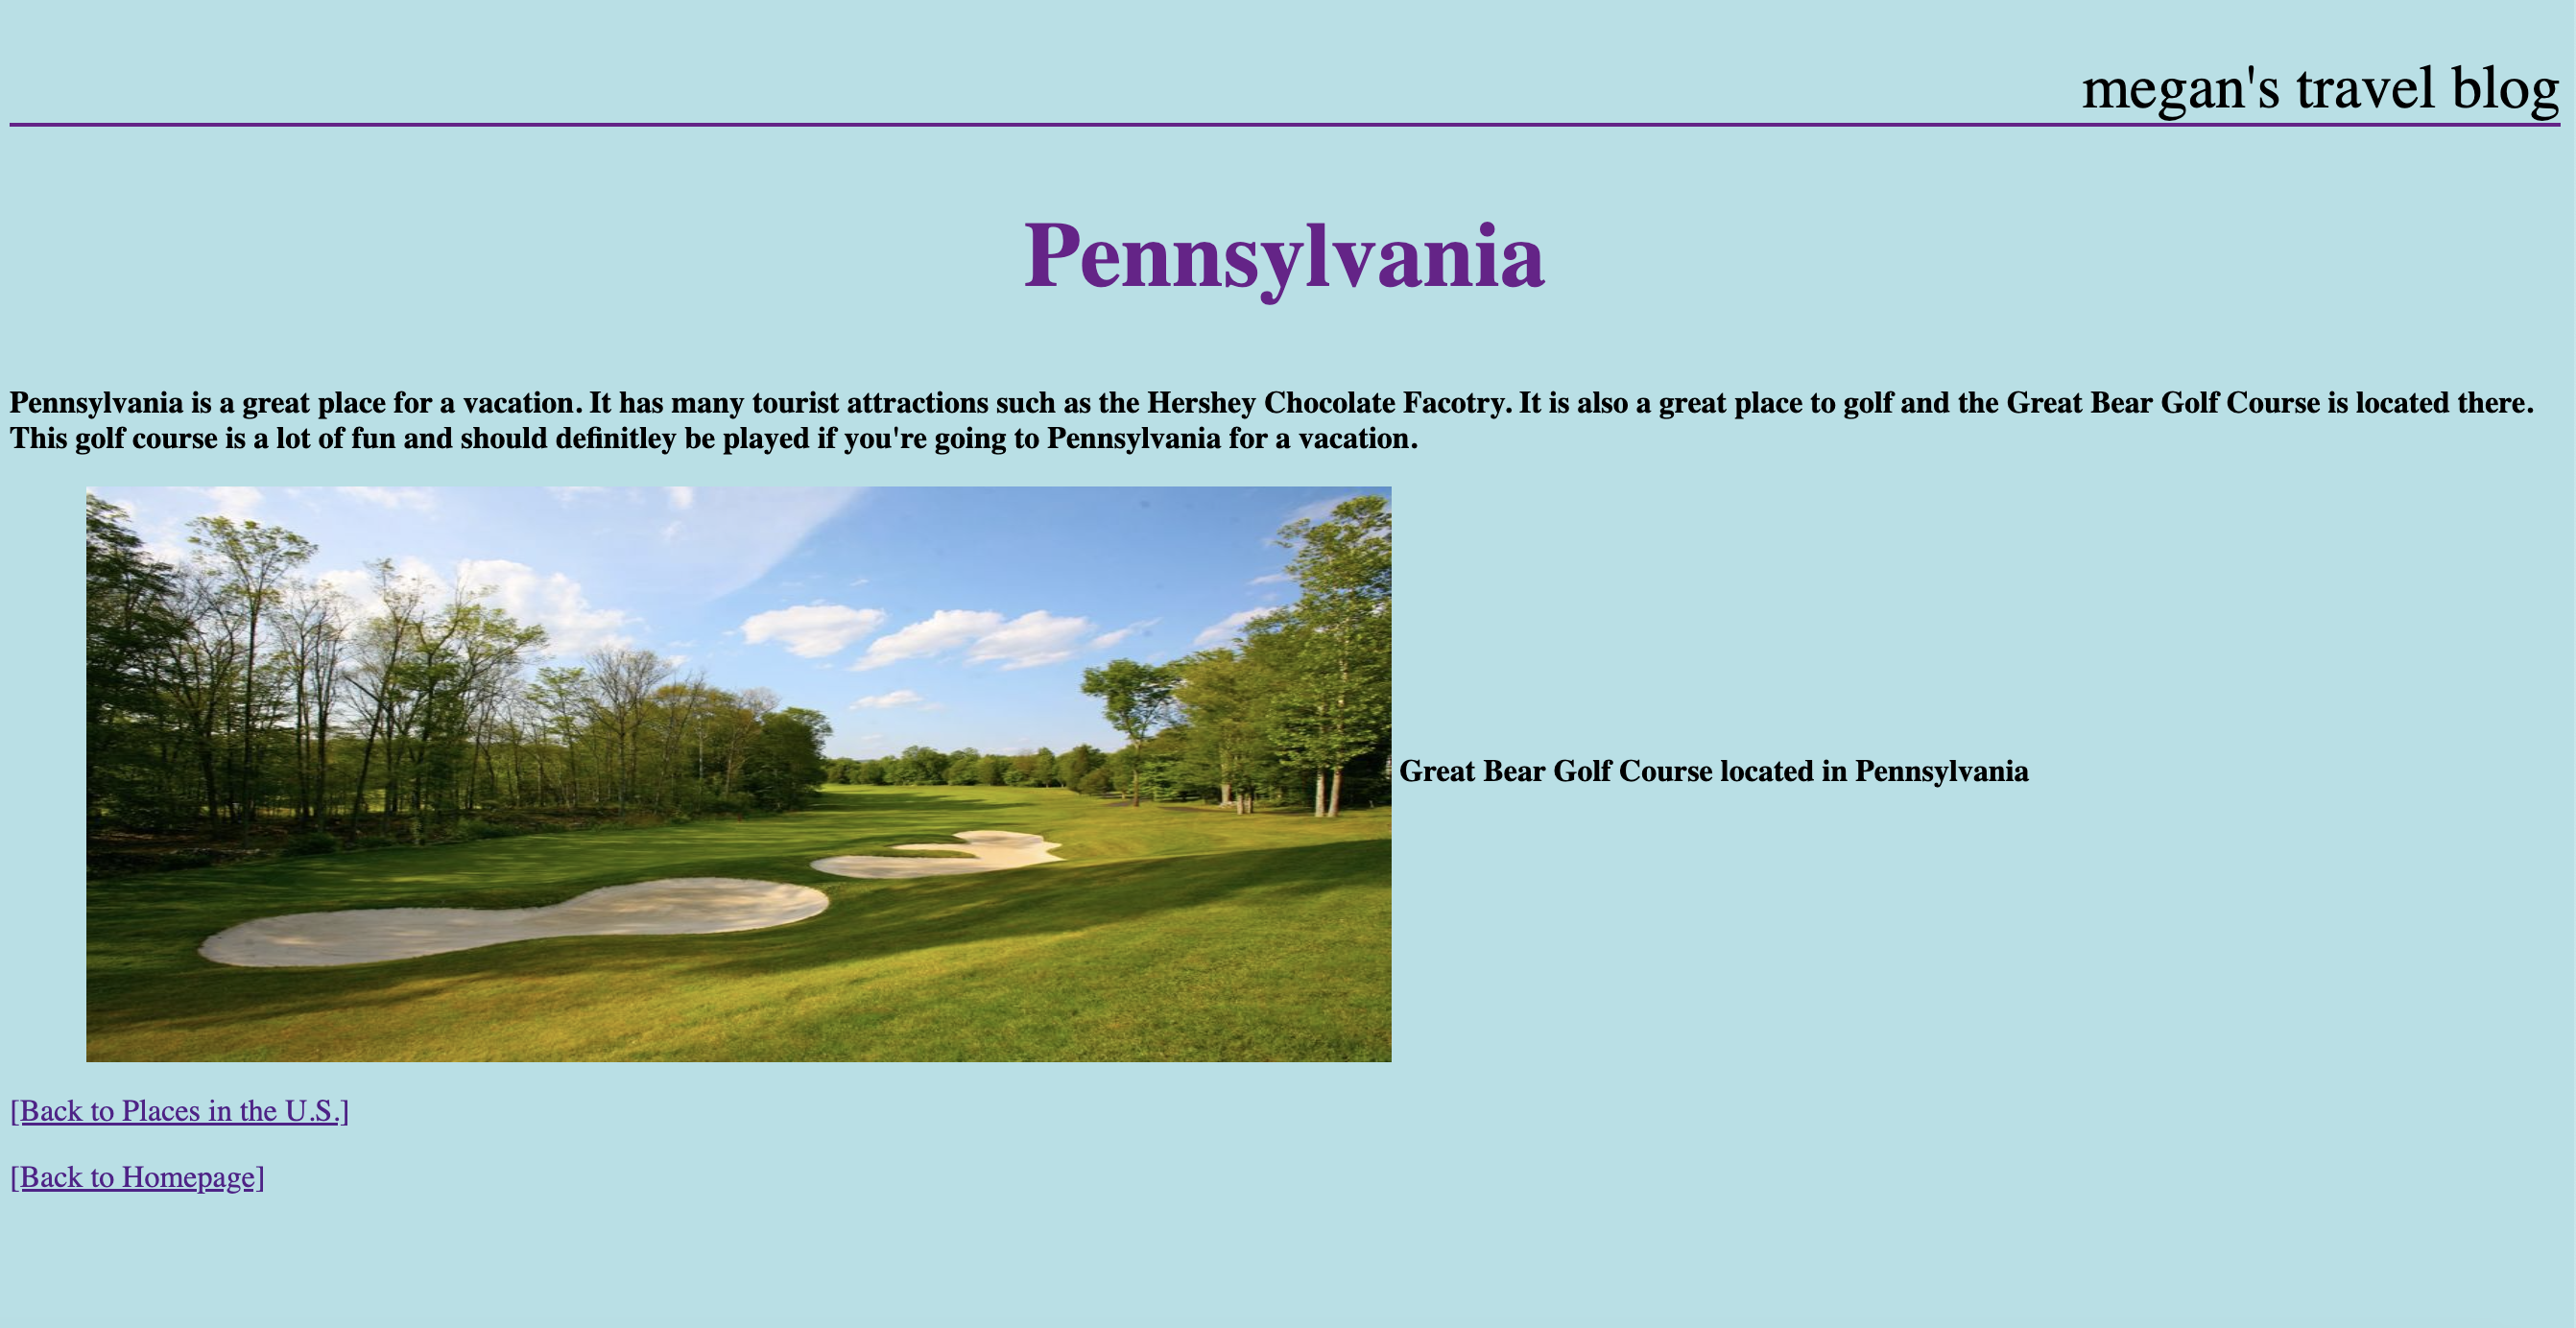 megan's travel blog
Pennsylvania
Pennsylvania is a great place for a vacation. It has many tourist attractions such as the Hershey Chocolate Facotry. It is also a great place to golf and the Great Bear Golf Course is located there.
This golf course is a lot of fun and should definitley be played if you're going to Pennsylvania for a vacation.
Great Bear Golf Course located in Pennsylvania
[Back to Places in the U.S.]
[Back to Homepage]